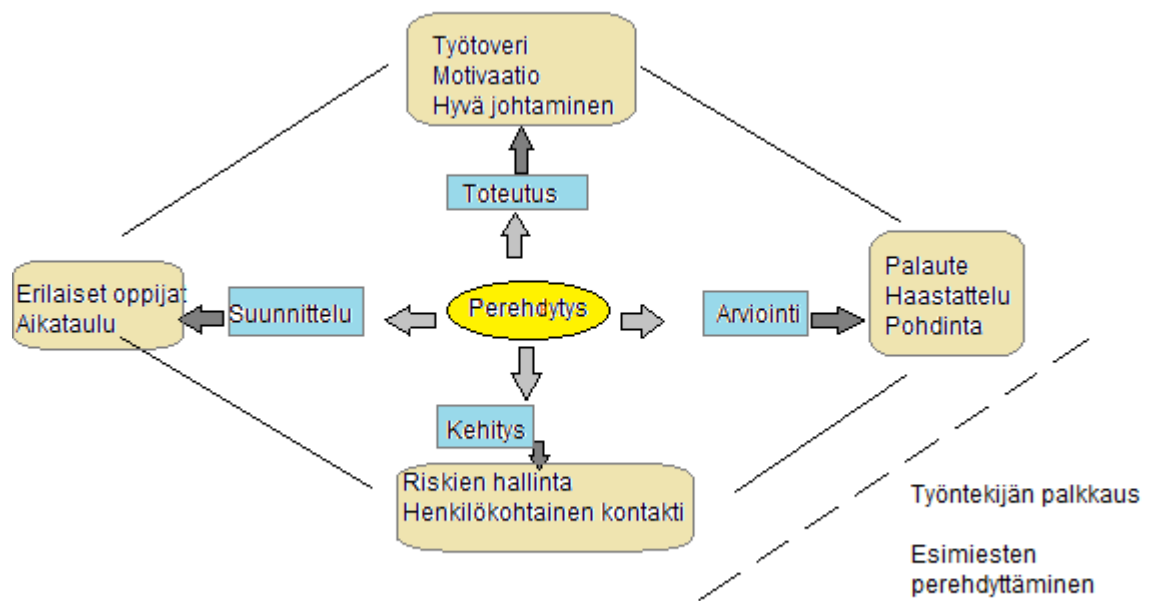 Työtoveri
Motivaatio
Hyvä johtaminen
Toteutus
Erilaiset oppijat
Aikataulu
Suunnittelu
Perehdytys
Arviointi
Palaute
Haastattelu
Pohdinta
Kehitys
Riskien hallinta
Henkilökohtainen kontakti
Työntekijän palkkaus
Esimiesten
perehdyttäminen